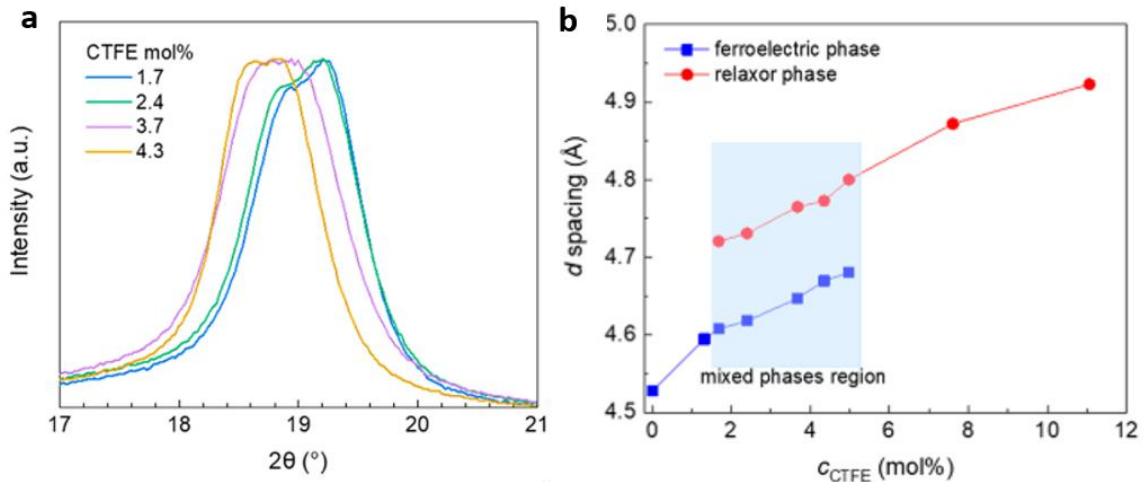 a
CTFE mol%
1.7
2.4
3.7
4.3
Intensity (a.u.)
17
18
19
20
21
2θ (°)
b
5.0
4.9
4.8
4.7
4.6
4.5
d spacing (Å)
ferroelectric phase
relaxor phase
mixed phases region
0
2
4
6
8
10
12
cCTFE (mol%)